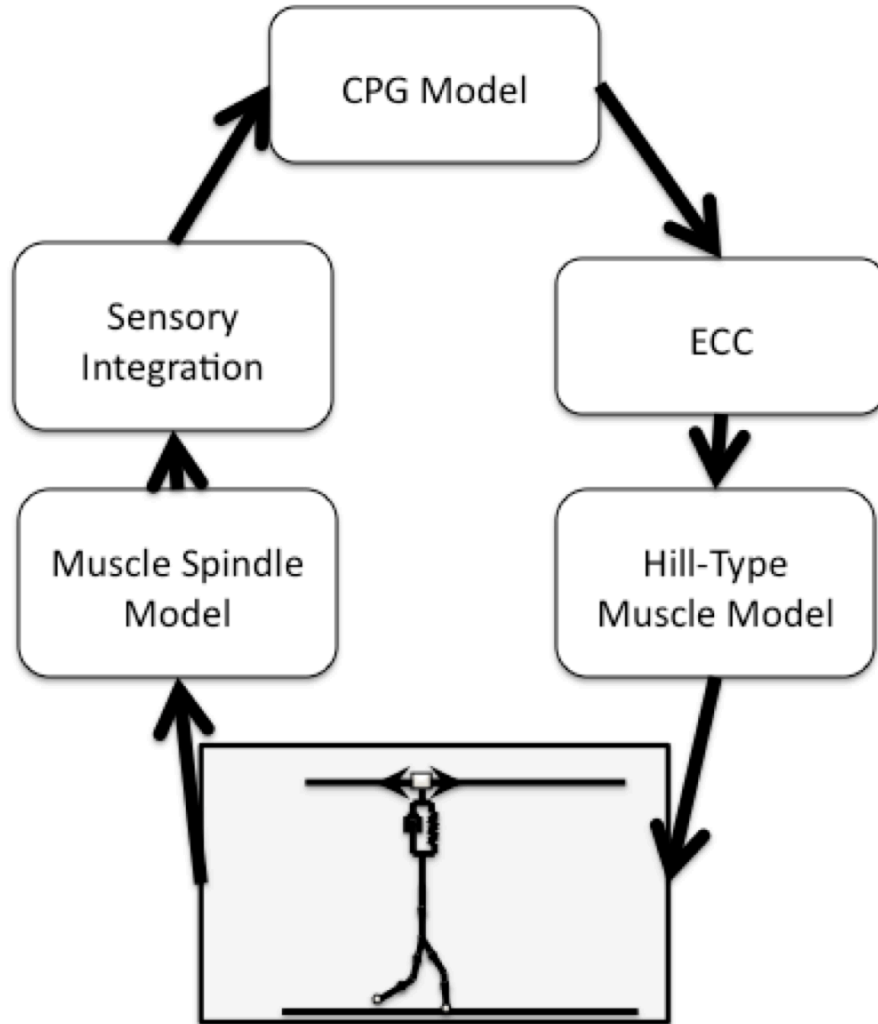 CPG Model
Sensory
Integration
ECC
Muscle Spindle
Model
Hill-Type
Muscle Model